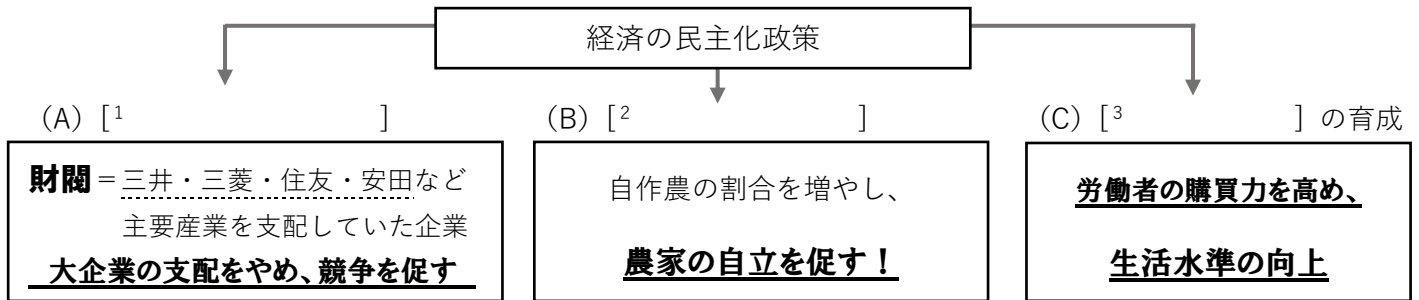 経済の民主化政策
(A) [1 ]
(B) [2 ]
(C) [3 ] の育成
財閥＝三井・三菱・住友・安田など
主要産業を支配していた企業
大企業の支配をやめ、競争を促す
自作農の割合を増やし、
農家の自立を促す！
労働者の購買力を高め、
生活水準の向上